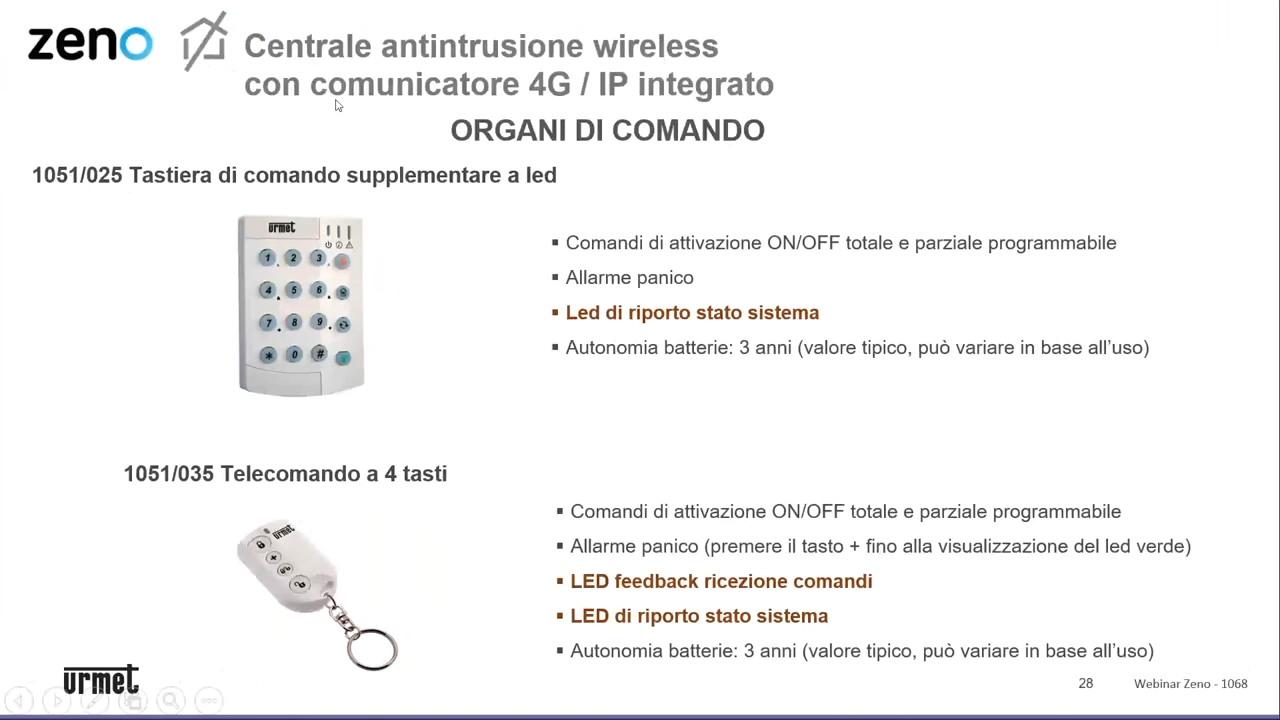 zeno
Centrale antintrusione wireless
con comunicatore 4G / IP integrato
ORGANI DI COMANDO
1051/025 Tastiera di comando supplementare a led
urmet
1 2 3
4 5 6
7 8 9
* 0 #
▪ Comandi di attivazione ON/OFF totale e parziale programmabile
▪ Allarme panico
▪ Led di riporto stato sistema
▪ Autonomia batterie: 3 anni (valore tipico, può variare in base all’uso)
1051/035 Telecomando a 4 tasti
urmet
▪ Comandi di attivazione ON/OFF totale e parziale programmabile
▪ Allarme panico (premere il tasto + fino alla visualizzazione del led verde)
▪ LED feedback ricezione comandi
▪ LED di riporto stato sistema
▪ Autonomia batterie: 3 anni (valore tipico, può variare in base all’uso)
urmet
28
Webinar Zeno - 1068